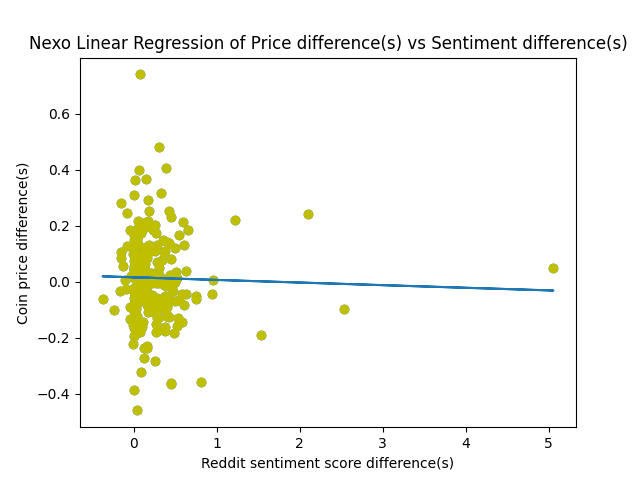 Nexo Linear Regression of Price difference(s) vs Sentiment difference(s)
Coin price difference(s)
0.6
0.4
0.2
0.0
−0.2
−0.4
0 1 2 3 4 5
Reddit sentiment score difference(s)